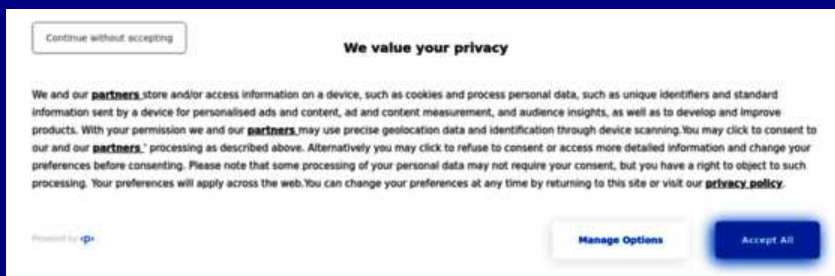 Continue without accepting
We value your privacy
We and our partners store and/or access information on a device, such as cookies and process personal data, such as unique identifiers and standard
information sent by a device for personalised ads and content, ad and content measurement, and audience insights, as well as to develop and improve
products. With your permission we and our partners may use precise geolocation data and identification through device scanning.You may click to consent to
our and our partners ' processing as described above. Alternatively you may click to refuse to consent or access more detailed information and change your
preferences before consenting. Please note that some processing of your personal data may not require your consent, but you have a right to object to such
processing. Your preferences will apply across the web.You can change your preferences at any time by returning to this site or visit our privacy policy.
Powered by <p>
Manage Options
Accept All